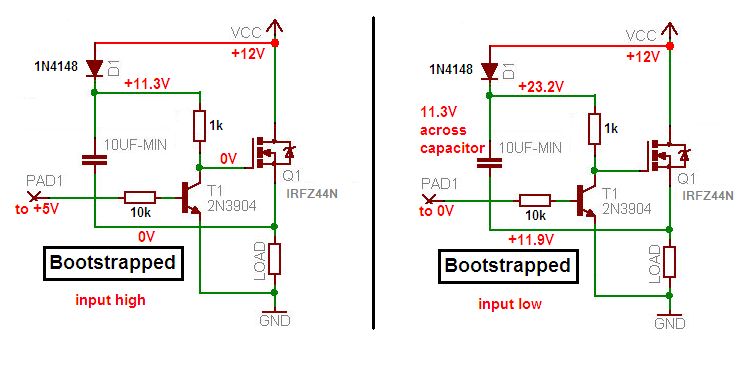 VCC
+12V
1N4148
D1
+11.3V
1k
10UF-MIN
0V
Q1
IRFZ44N
PAD1
to +5V
10k
T1
2N3904
0V
Bootstrapped
LOAD
input high
GND
VCC
+12V
1N4148
D1
+23.2V
11.3V
across
capacitor
1k
10UF-MIN
Q1
IRFZ44N
PAD1
to 0V
10k
T1
2N3904
+11.9V
Bootstrapped
LOAD
input low
GND